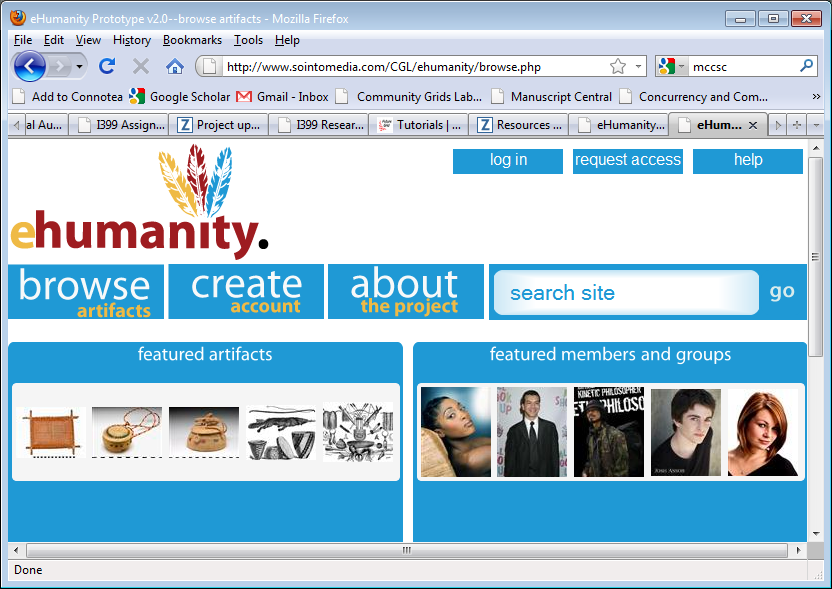 eHumanity Prototype v2.0--browse artifacts - Mozilla Firefox
File Edit View History Bookmarks Tools Help
http://www.sointomedia.com/CGL/ehumanity/browse.php mccsc
Add to Connotea Google Scholar Gmail - Inbox Community Grids Lab... Manuscript Central Concurrency and Com... »
al Au... I399 Assign... Project up... I399 Resear... Tutorials | ... Resources ... eHumanity... eHum...
log in request access help
ehumanity.
browse artifacts
create account
about the project
search site go
featured artifacts
featured members and groups
KINETIC PHILOSOPHER
Done